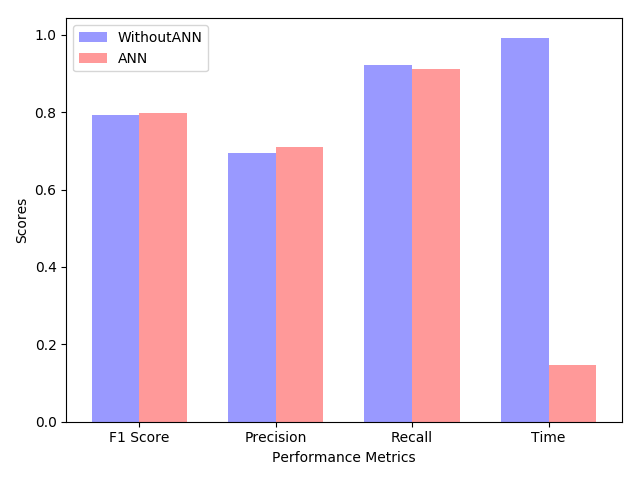 WithoutANN
ANN
1.0
0.8
0.6
0.4
0.2
0.0
Scores
F1 Score Precision Recall Time
Performance Metrics